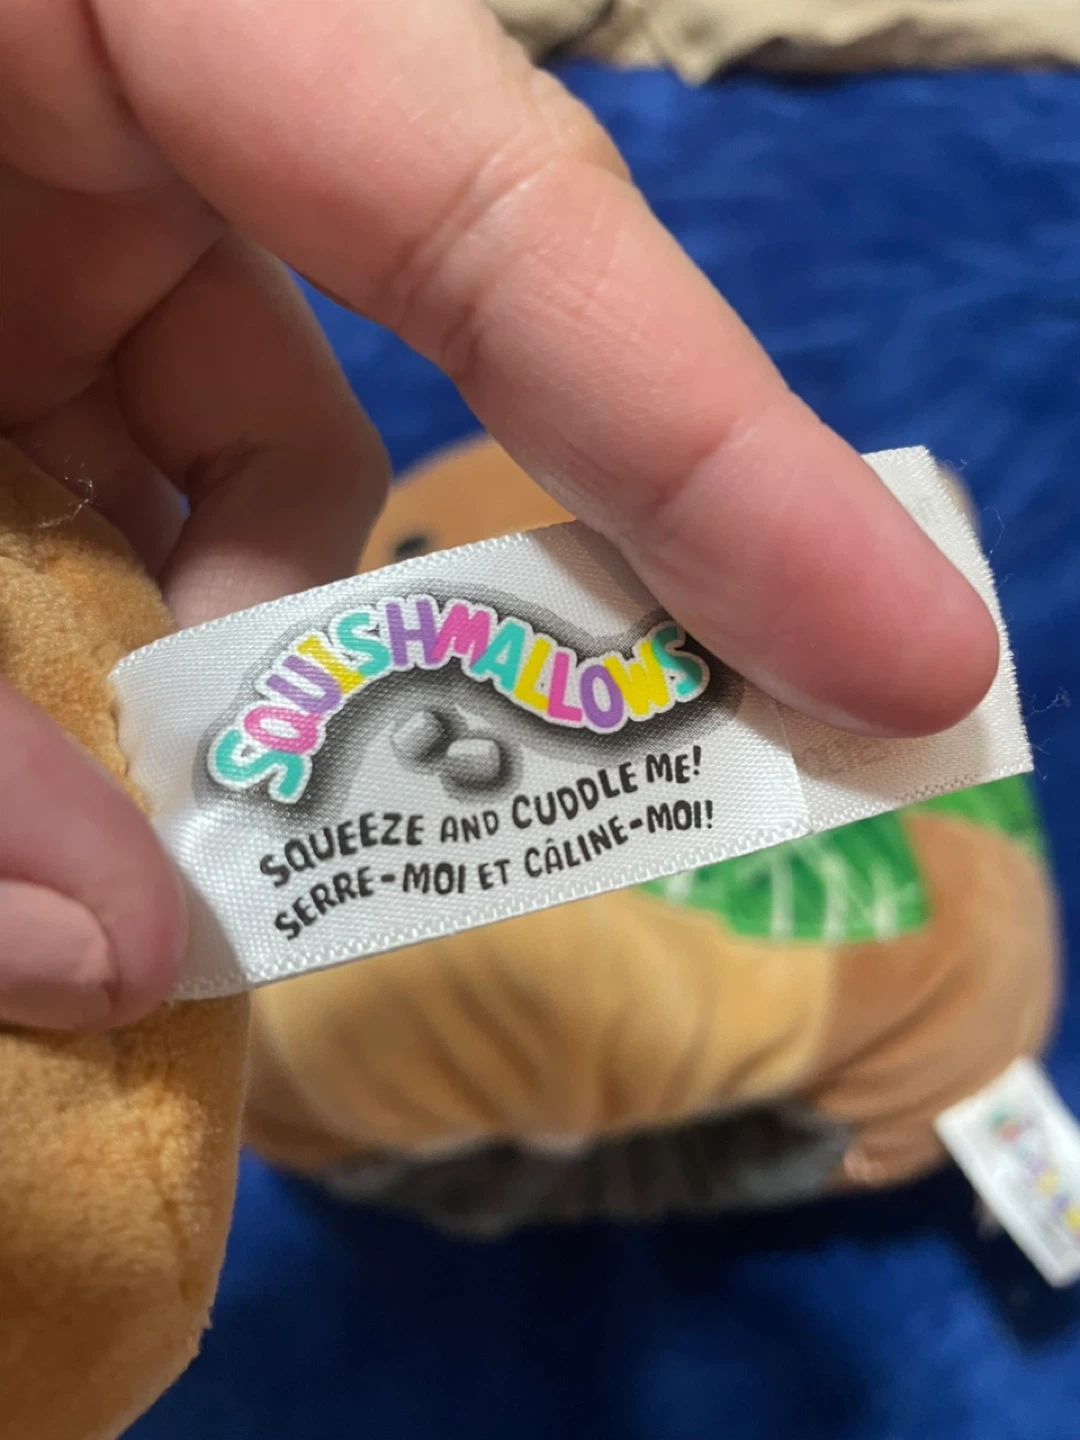 SQUISHMALLOWS
SQUEEZE AND CUDDLE ME!
SERRE-MOI ET CÂLINE-MOI!